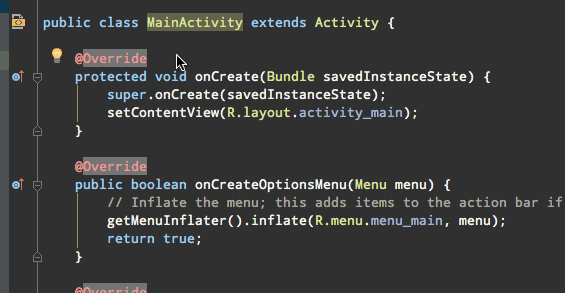 public class MainActivity extends Activity {
@Override
protected void onCreate(Bundle savedInstanceState) {
super.onCreate(savedInstanceState);
setContentView(R.layout.activity_main);
}
@Override
public boolean onCreateOptionsMenu(Menu menu) {
// Inflate the menu; this adds items to the action bar if
getMenuInflater().inflate(R.menu.menu_main, menu);
return true;
}
@Override